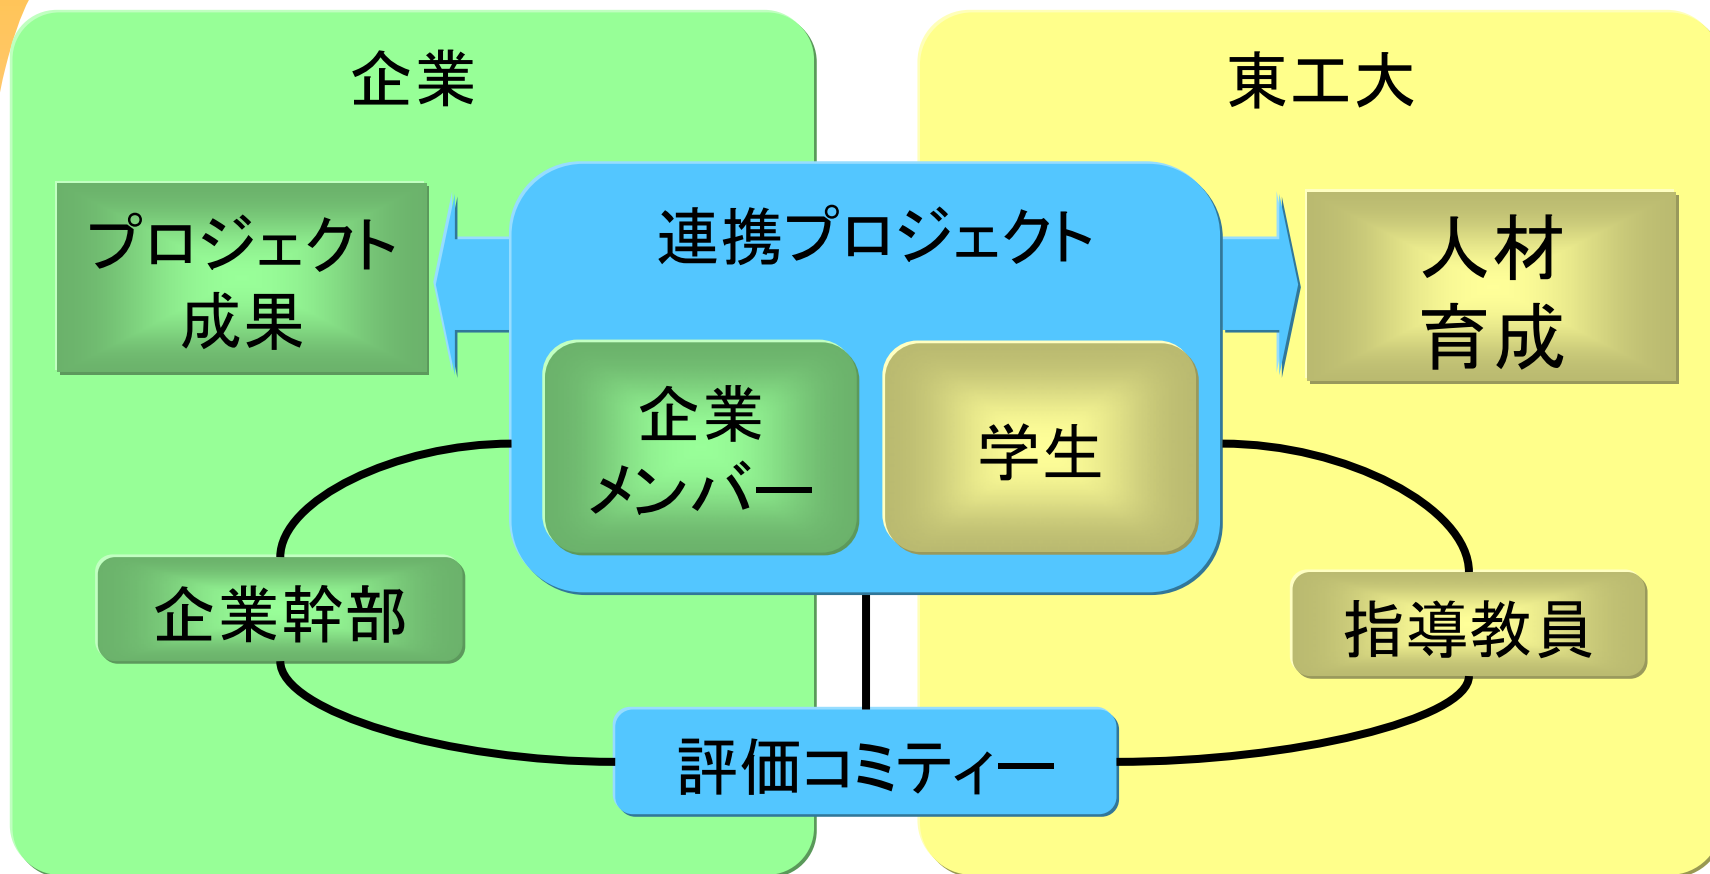 企業
東工大
プロジェクト
成果
連携プロジェクト
人材
育成
企業
メンバー
学生
企業幹部
指導教員
評価コミティー